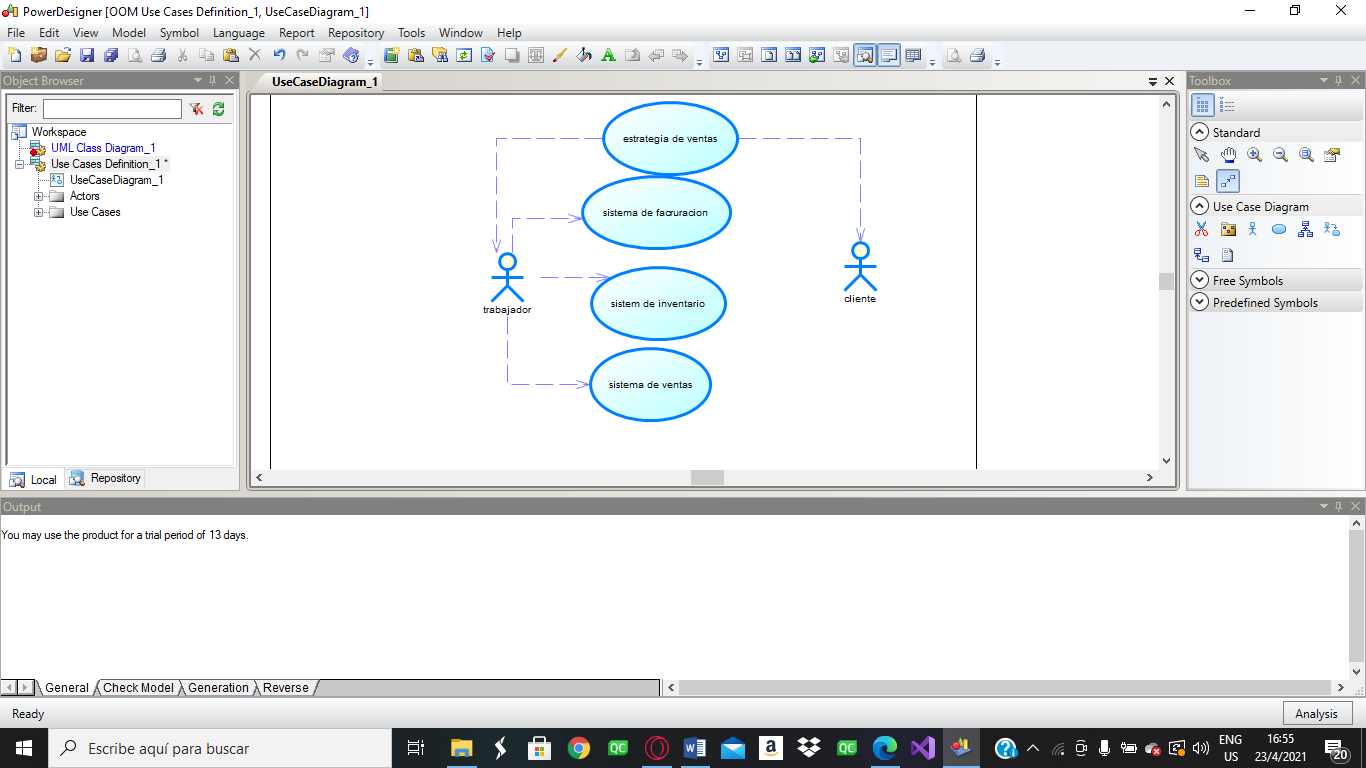 PowerDesigner [OOM Use Cases Definition_1, UseCaseDiagram_1]
File Edit View Model Symbol Language Report Repository Tools Window Help
Object Browser
Filter:
Workspace
UML Class Diagram_1
Use Cases Definition_1 *
UseCaseDiagram_1
Actors
Use Cases
Local Repository
UseCaseDiagram_1
estrategia de ventas
sistema de facruracion
sistem de inventario
sistema de ventas
trabajador
cliente
Toolbox
Standard
Use Case Diagram
Free Symbols
Predefined Symbols
Output
You may use the product for a trial period of 13 days.
General Check Model Generation Reverse
Ready
Analysis
Escribe aquí para buscar
QC
QC
ENG
US
16:55
23/4/2021
20